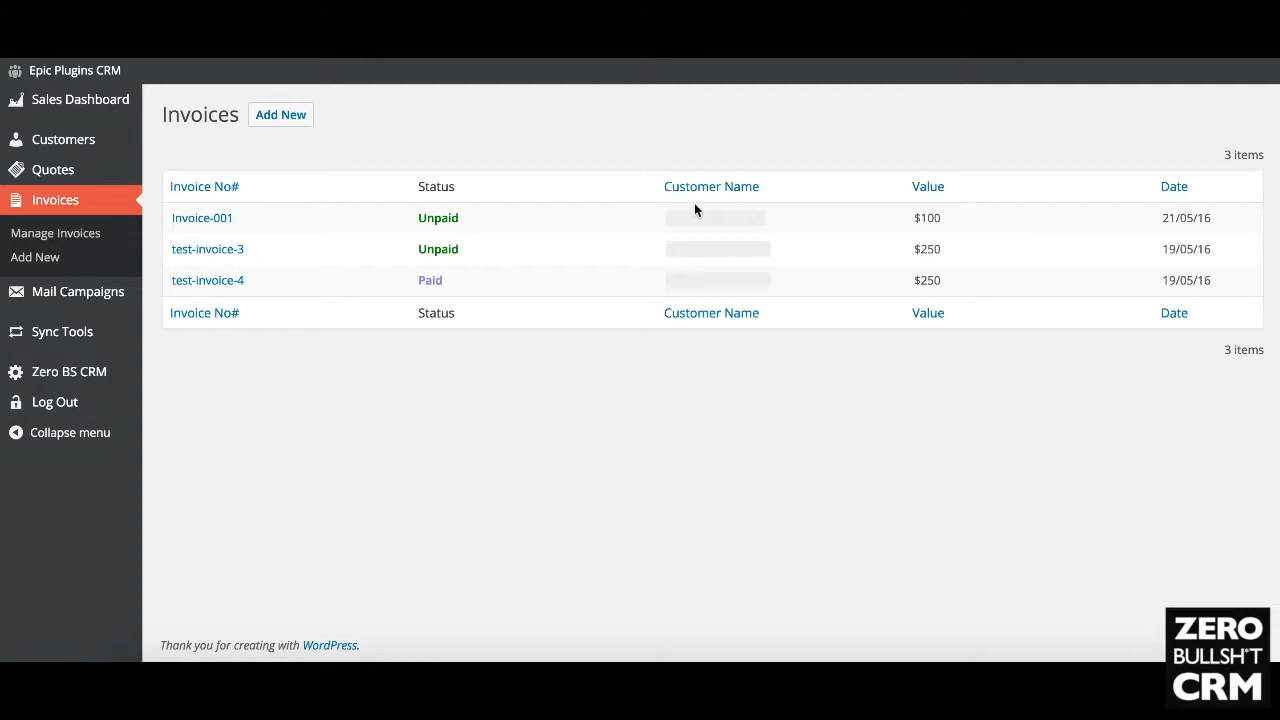 Epic Plugins CRM
Sales Dashboard
Customers
Quotes
Invoices
Manage Invoices
Add New
Mail Campaigns
Sync Tools
Zero BS CRM
Log Out
Collapse menu
Invoices Add New
3 items
Invoice No# Status Customer Name Value Date
Invoice-001 Unpaid $100 21/05/16
test-invoice-3 Unpaid $250 19/05/16
test-invoice-4 Paid $250 19/05/16
Invoice No# Status Customer Name Value Date
3 items
Thank you for creating with WordPress.
ZERO
BULLSH*T
CRM